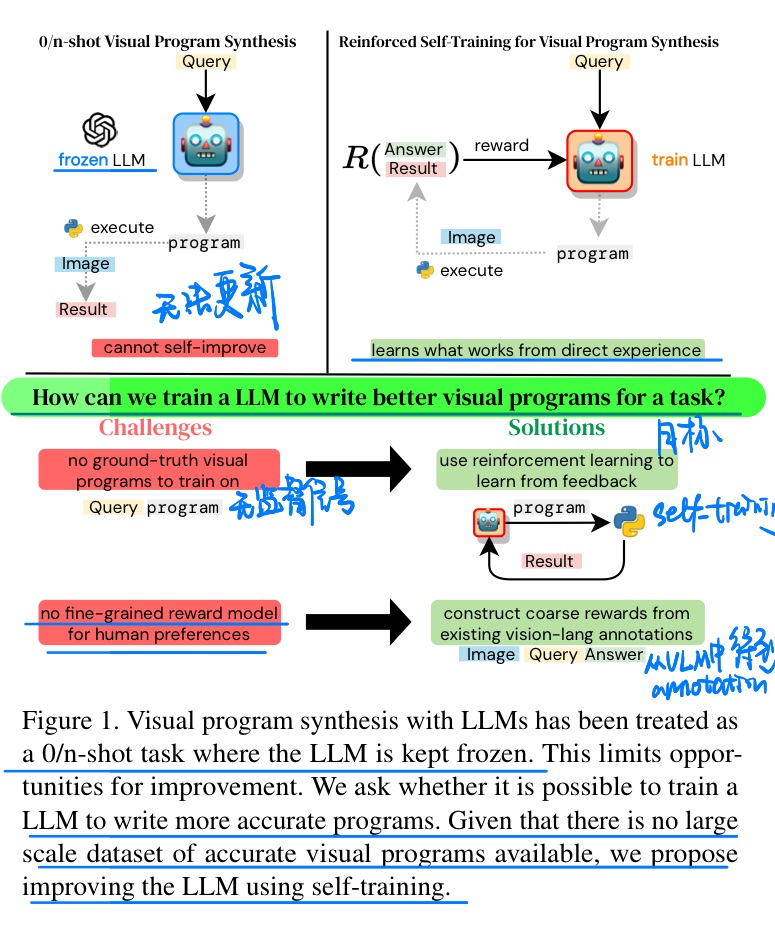 0/n-shot Visual Program Synthesis
Query
frozen LLM
execute
program
Image
Result
无法更新
cannot self-improve
Reinforced Self-Training for Visual Program Synthesis
Query
R(Answer Result)
reward
train LLM
Image
program
execute
learns what works from direct experience
How can we train a LLM to write better visual programs for a task?
Challenges
Solutions
目标
no ground-truth visual
programs to train on
Query program
无监督信号
use reinforcement learning to
learn from feedback
program
self-trainin
Result
no fine-grained reward model
for human preferences
construct coarse rewards from
existing vision-lang annotations
Image Query Answer
VLM中得到
annotation
Figure 1. Visual program synthesis with LLMs has been treated as
a 0/n-shot task where the LLM is kept frozen. This limits oppor-
tunities for improvement. We ask whether it is possible to train a
LLM to write more accurate programs. Given that there is no large
scale dataset of accurate visual programs available, we propose
improving the LLM using self-training.